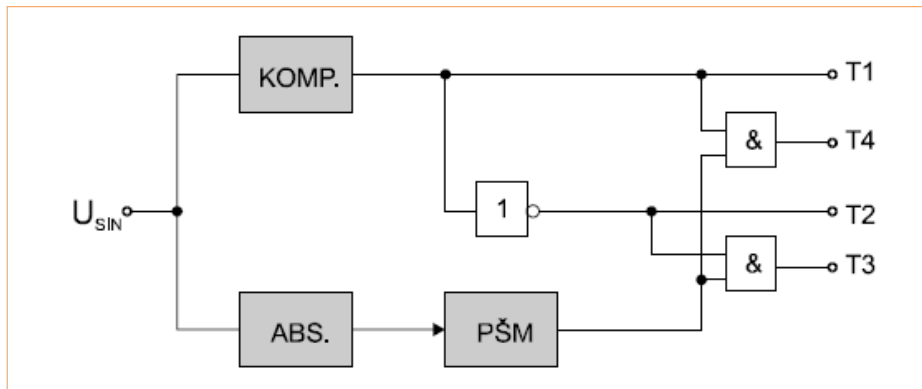 KOMP.
T1
&
T4
U_SIN
1
T2
&
T3
ABS.
PŠM